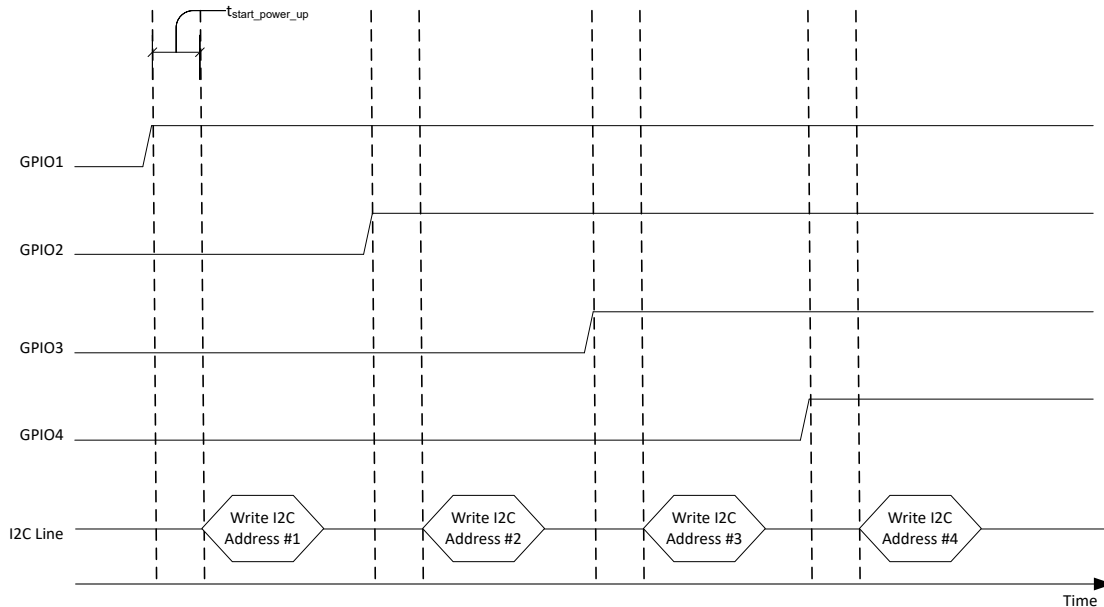 tstart_power_up
GPIO1
GPIO2
GPIO3
GPIO4
I2C Line
Write I2C
Address #1
Write I2C
Address #2
Write I2C
Address #3
Write I2C
Address #4
Time